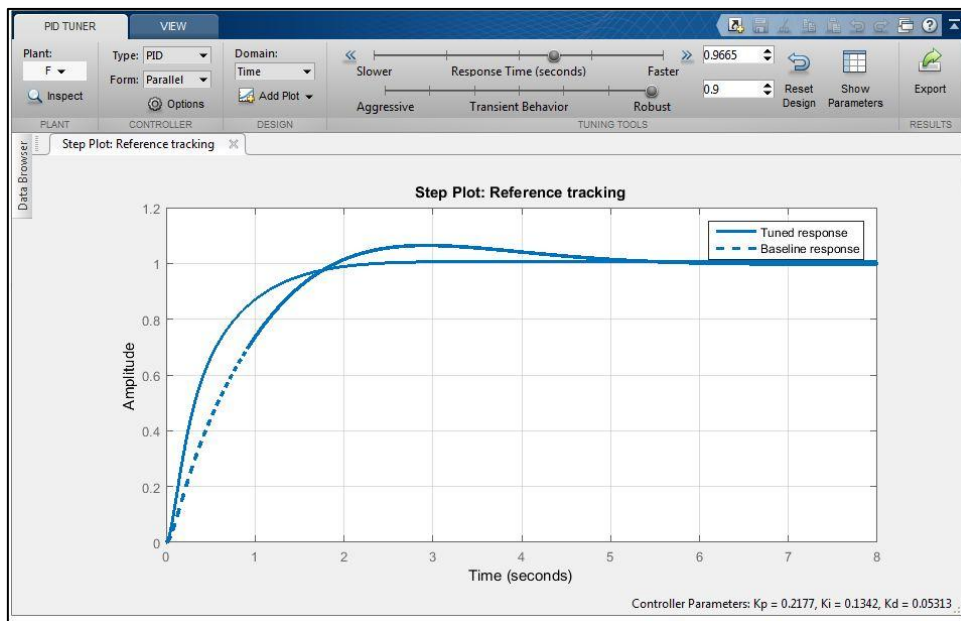 PID TUNER VIEW
Plant: Type: PID Domain: Slower Response Time (seconds) Faster 0.9665
F Form: Parallel Time Aggressive Transient Behavior Robust 0.9 Reset Design Show Parameters Export
Inspect Options Add Plot
PLANT CONTROLLER DESIGN TUNING TOOLS RESULTS
Data Browser
Step Plot: Reference tracking
Step Plot: Reference tracking
Tuned response
Baseline response
Amplitude
1.2
1
0.8
0.6
0.4
0.2
0
0 1 2 3 4 5 6 7 8
Time (seconds)
Controller Parameters: Kp = 0.2177, Ki = 0.1342, Kd = 0.05313